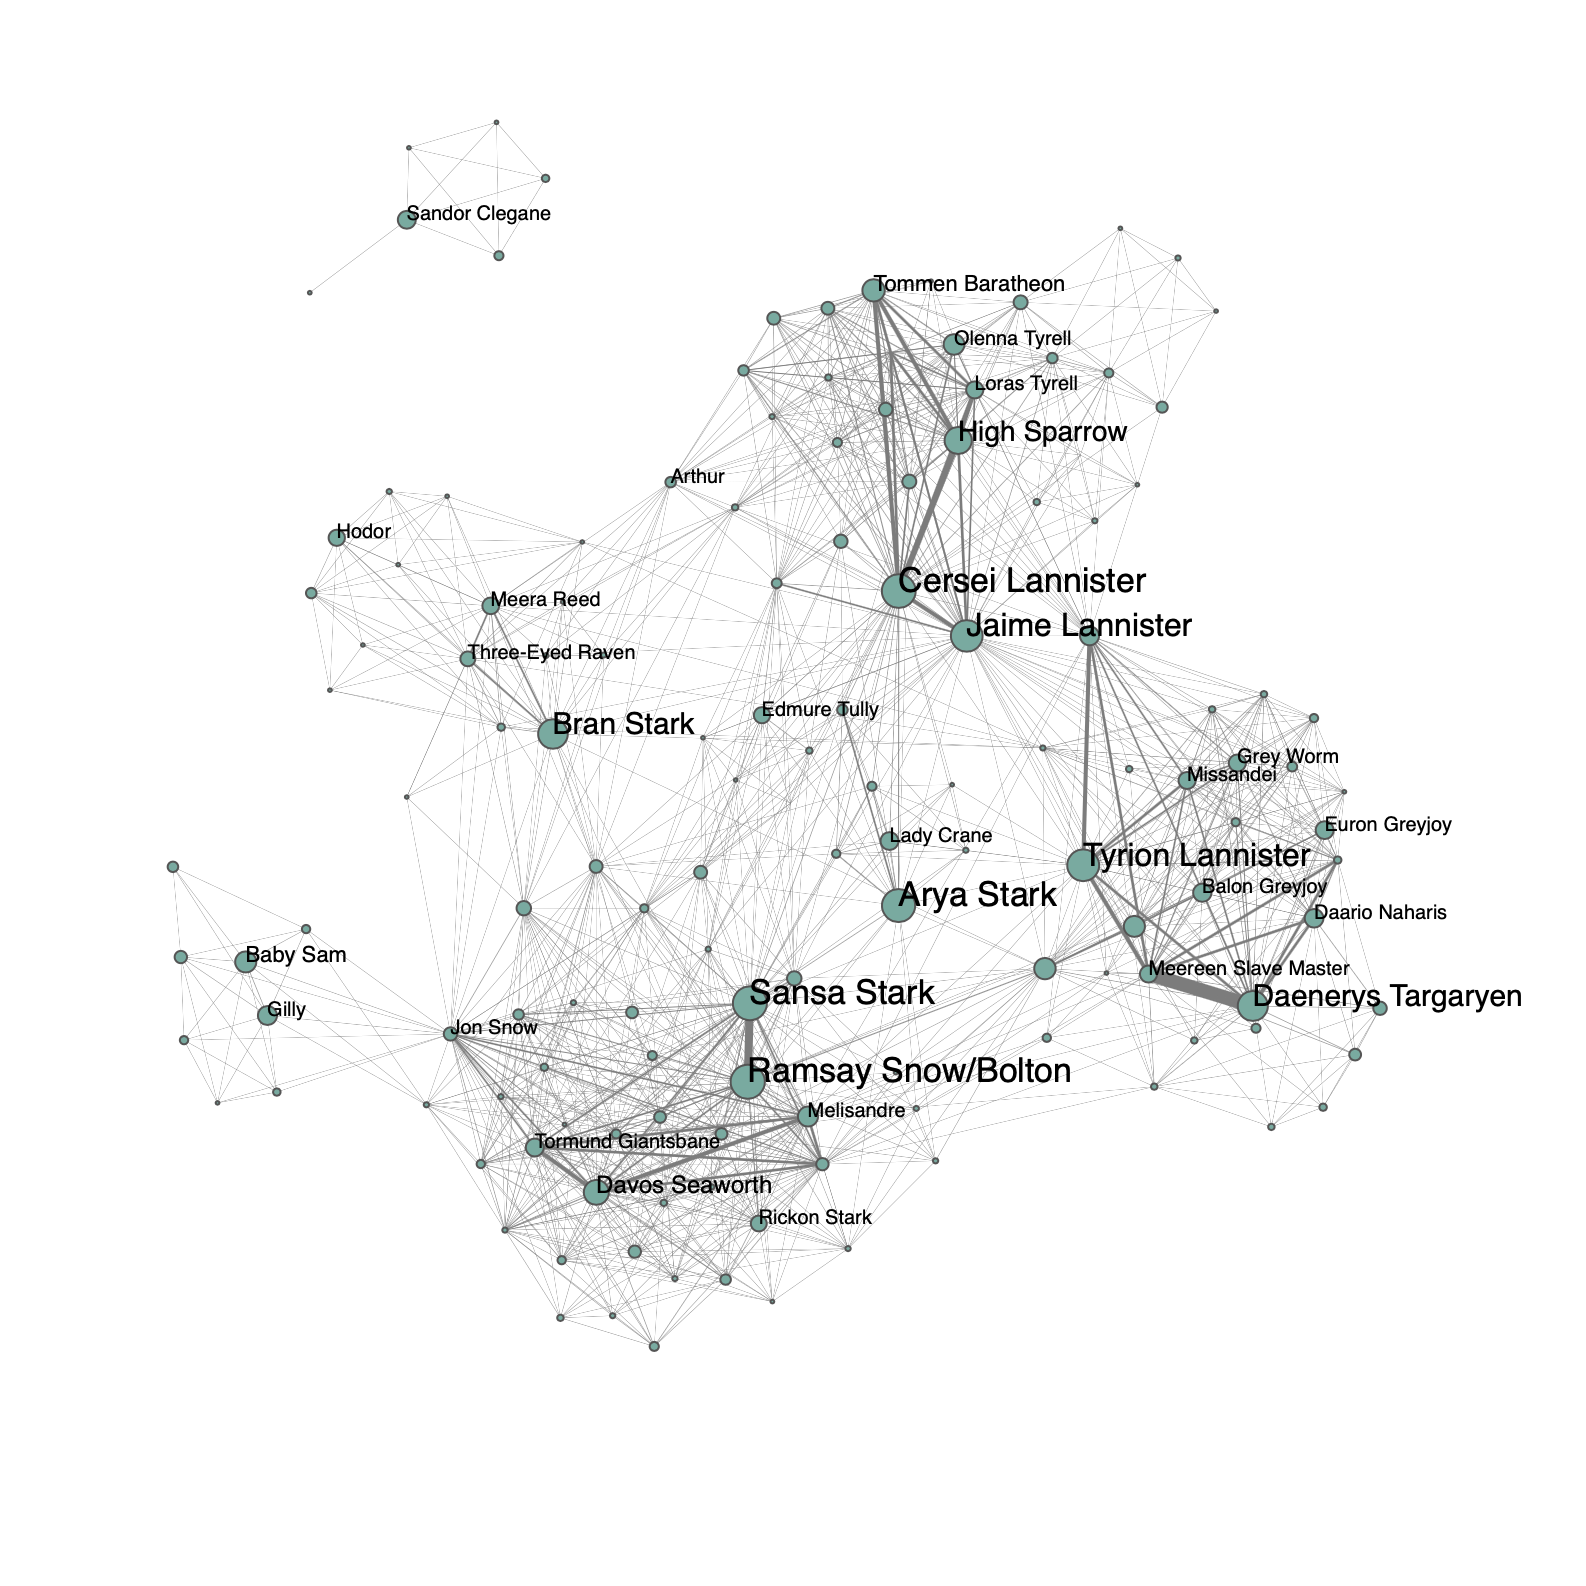 Sandor Clegane
Tommen Baratheon
Olenna Tyrell
Loras Tyrell
High Sparrow
Arthur
Hodor
Cersei Lannister
Meera Reed
Jaime Lannister
Three-Eyed Raven
Edmure Tully
Bran Stark
Grey Worm
Missandei
Euron Greyjoy
Lady Crane
Tyrion Lannister
Balon Greyjoy
Arya Stark
Daario Naharis
Baby Sam
Meereen Slave Master
Sansa Stark
Daenerys Targaryen
Gilly
Jon Snow
Ramsay Snow/Bolton
Melisandre
Tormund Giantsbane
Davos Seaworth
Rickon Stark